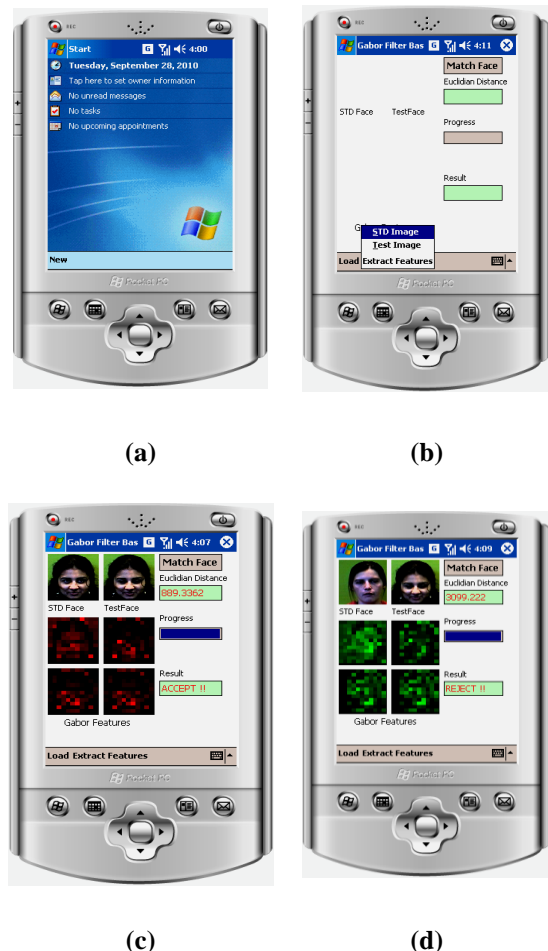 REC
Start G 4:00
Tuesday, September 28, 2010
Tap here to set owner information
No unread messages
No tasks
No upcoming appointments
New
Pocket PC
(a)
REC
Gabor Filter Bas G 4:11
Match Face
Euclidian Distance
STD Face TestFace
Progress
Result
STD Image
Test Image
Load Extract Features
Pocket PC
(b)
REC
Gabor Filter Bas G 4:07
Match Face
Euclidian Distance
889.3362
STD Face TestFace
Progress
Result
ACCEPT !!
Gabor Features
Load Extract Features
Pocket PC
(c)
REC
Gabor Filter Bas G 4:09
Match Face
Euclidian Distance
3099.222
STD Face TestFace
Progress
Result
REJECT !!
Gabor Features
Load Extract Features
Pocket PC
(d)